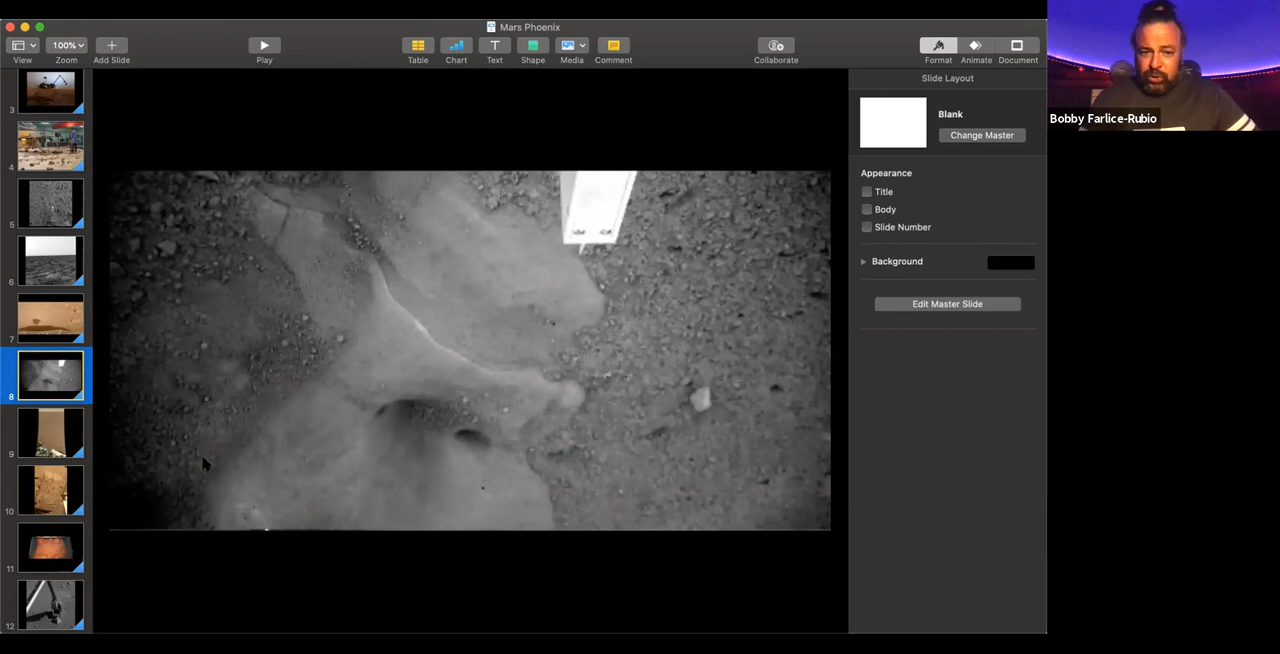 Mars Phoenix
100%
View
Zoom
Add Slide
Play
Table
Chart
T
Text
Shape
Media
Comment
Collaborate
Format
Animate
Document
3
4
5
6
7
8
9
10
11
12
Slide Layout
Blank
Change Master
Appearance
Title
Body
Slide Number
Background
Edit Master Slide
Bobby Farlice-Rubio